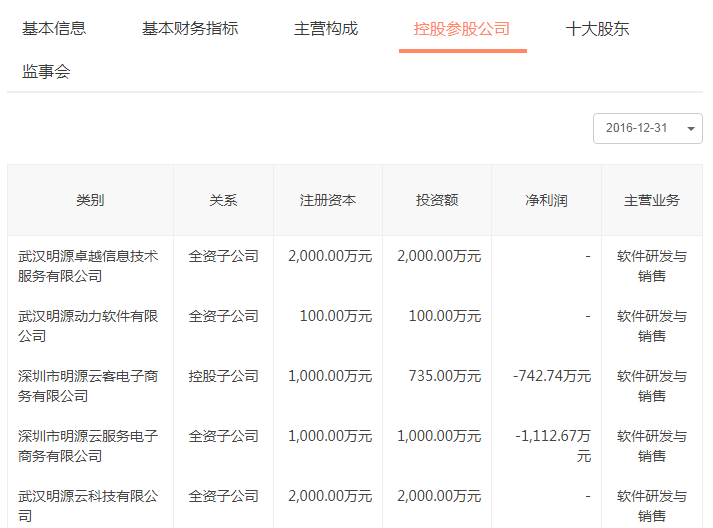 基本信息 基本财务指标 主营构成 控股参股公司 十大股东
监事会
2016-12-31
类别 关系 注册资本 投资额 净利润 主营业务
武汉明源卓越信息技术 全资子公司 2,000.00万元 2,000.00万元 - 软件研发与
服务有限公司 销售
武汉明源动力软件有限 全资子公司 100.00万元 100.00万元 - 软件研发与
公司 销售
深圳市明源云客电子商 控股子公司 1,000.00万元 735.00万元 -742.74万元 软件研发与
务有限公司 销售
深圳市明源云服务电子 全资子公司 1,000.00万元 1,000.00万元 -1,112.67万 软件研发与
商务有限公司 元 销售
武汉明源云科技有限公 全资子公司 2,000.00万元 2,000.00万元 - 软件研发与
司 销售